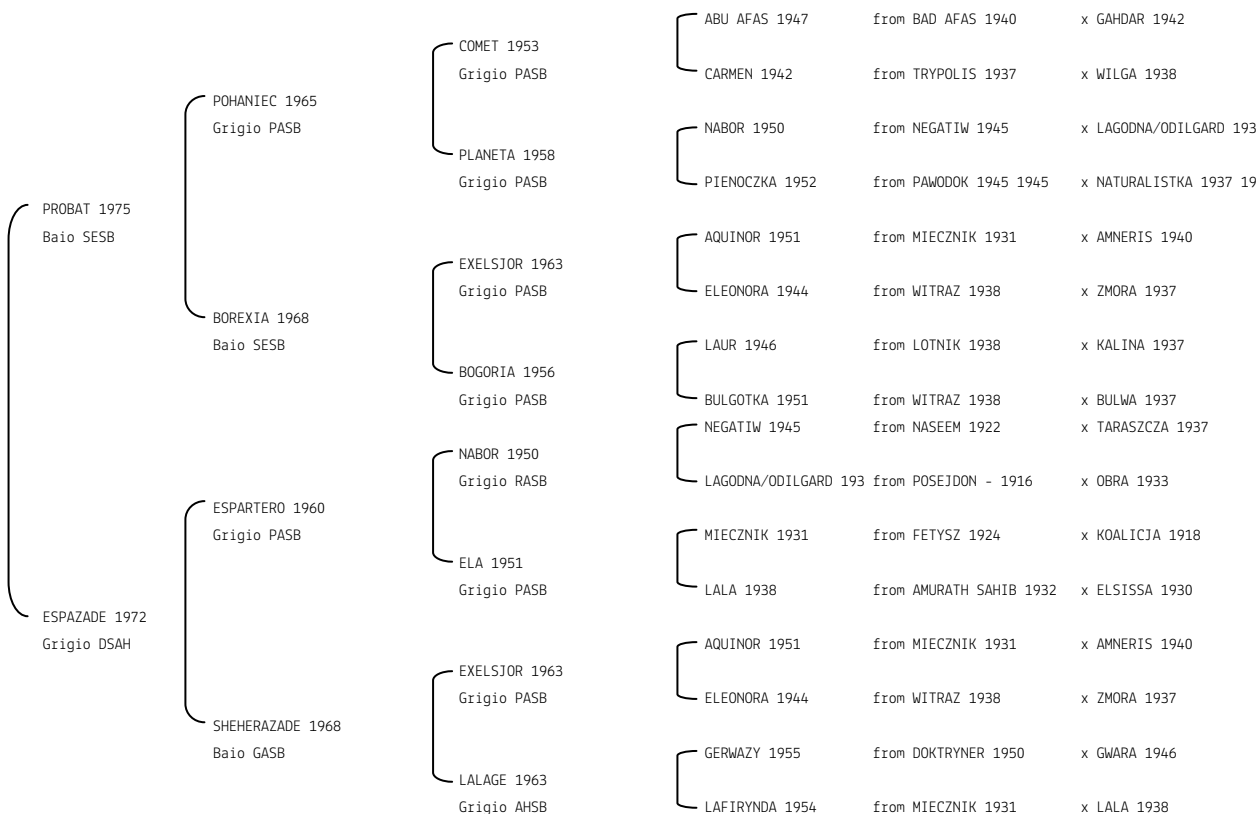 ABU AFAS 1947 from BAD AFAS 1940 x GAHDAR 1942
COMET 1953
Grigio PASB CARMEN 1942 from TRYPOLIS 1937 x WILGA 1938
POHANIEC 1965
Grigio PASB NABOR 1950 from NEGATIW 1945 x LAGODNA/ODILGARD 193
PLANETA 1958
Grigio PASB PIENOCZKA 1952 from PAWODOK 1945 1945 x NATURALISTKA 1937 19
PROBAT 1975
Baio SESB AQUINOR 1951 from MIECZNIK 1931 x AMNERIS 1940
EXELSJOR 1963
Grigio PASB ELEONORA 1944 from WITRAZ 1938 x ZMORA 1937
BOREXIA 1968
Baio SESB LAUR 1946 from LOTNIK 1938 x KALINA 1937
BOGORIA 1956
Grigio PASB BULGOTKA 1951 from WITRAZ 1938 x BULWA 1937
NEGATIW 1945 from NASEEM 1922 x TARASZCZA 1937
NABOR 1950
Grigio RASB LAGODNA/ODILGARD 193 from POSEJDON - 1916 x OBRA 1933
ESPARTERO 1960
Grigio PASB MIECZNIK 1931 from FETYSZ 1924 x KOALICJA 1918
ELA 1951
Grigio PASB LALA 1938 from AMURATH SAHIB 1932 x ELSISSA 1930
ESPAZADE 1972
Grigio DSAH AQUINOR 1951 from MIECZNIK 1931 x AMNERIS 1940
EXELSJOR 1963
Grigio PASB ELEONORA 1944 from WITRAZ 1938 x ZMORA 1937
SHEHERAZADE 1968
Baio GASB GERWAZY 1955 from DOKTRYNER 1950 x GWARA 1946
LALAGE 1963
Grigio AHSB LAFIRYNDA 1954 from MIECZNIK 1931 x LALA 1938